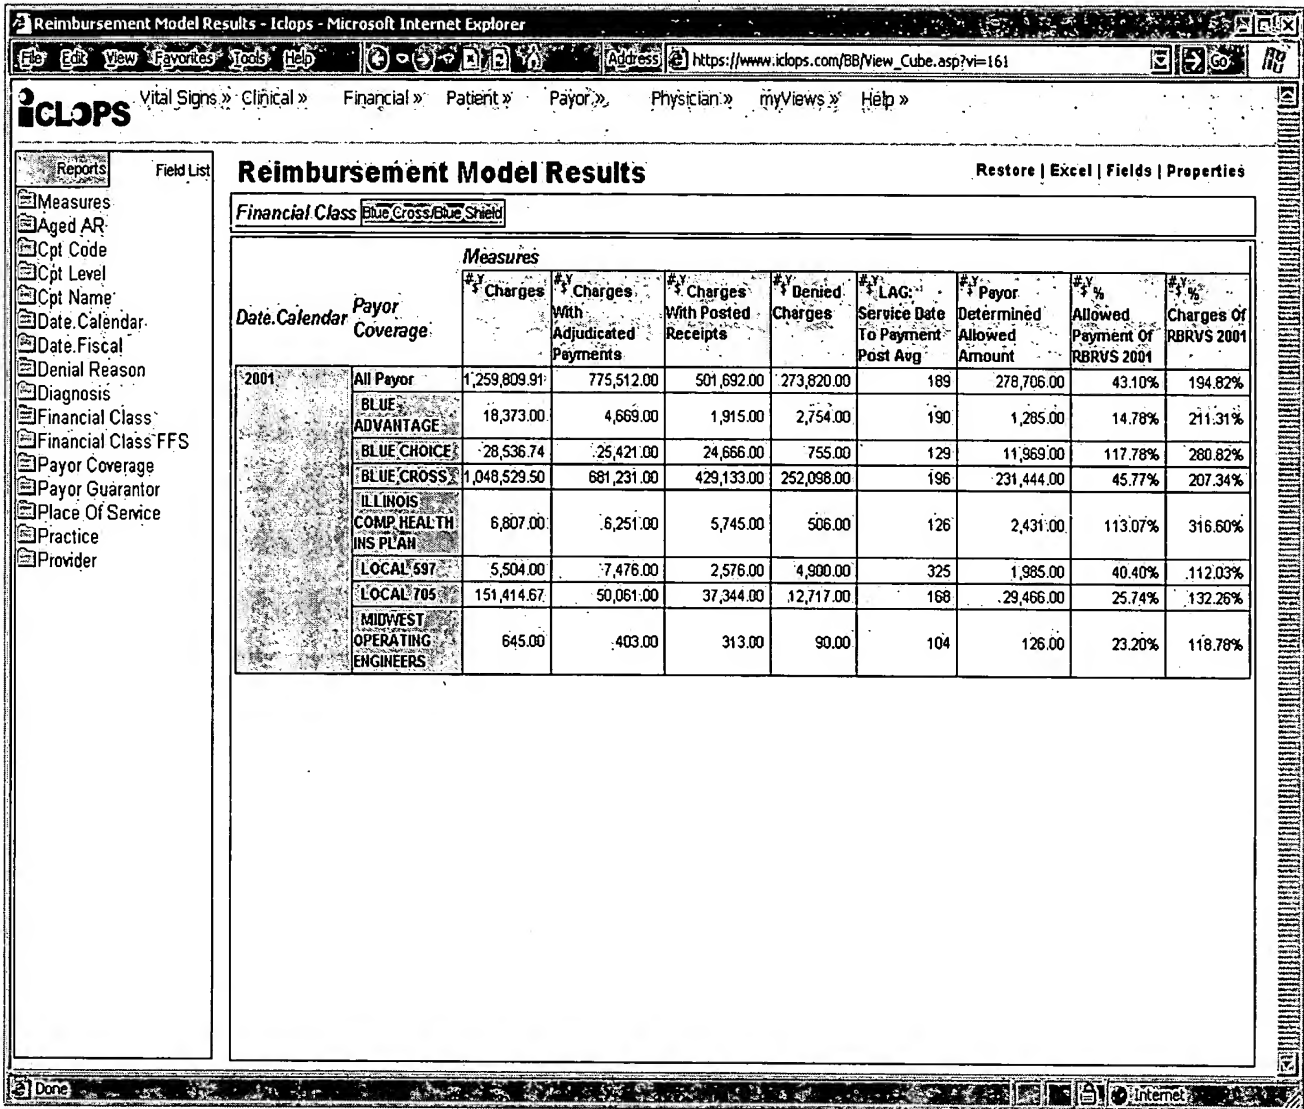 Reimbursement Model Results - Iclops - Microsoft Internet Explorer
File Edit View Favorites Tools Help Address https://www.iclops.com/BB/View_Cube.asp?vi=161 Go
ICLOPS Vital Signs » Clinical » Financial » Patient » Payor » Physician » myViews » Help »
Reports Field List
Measures
Aged AR
Cpt Code
Cpt Level
Cpt Name
Date.Calendar
Date.Fiscal
Denial Reason
Diagnosis
Financial Class
Financial Class FFS
Payor Coverage
Payor Guarantor
Place Of Service
Practice
Provider
Reimbursement Model Results Restore | Excel | Fields | Properties
Financial Class Blue Cross/Blue Shield
Measures
Date.Calendar Payor Coverage Charges Charges With Adjudicated Payments Charges With Posted Receipts Denied Charges LAG: Service Date To Payment Post Avg Payor Determined Allowed Amount % Allowed Payment Of RBRVS 2001 % Charges Of RBRVS 2001
2001 All Payor 1,259,809.91 775,512.00 501,692.00 273,820.00 189 278,706.00 43.10% 194.82%
BLUE ADVANTAGE 18,373.00 4,669.00 1,915.00 2,754.00 190 1,285.00 14.78% 211.31%
BLUE CHOICE 28,536.74 25,421.00 24,666.00 755.00 129 11,969.00 117.78% 280.82%
BLUE CROSS 1,048,529.50 681,231.00 429,133.00 252,098.00 196 231,444.00 45.77% 207.34%
ILLINOIS COMP HEALTH INS PLAN 6,807.00 6,251.00 5,745.00 506.00 126 2,431.00 113.07% 316.60%
LOCAL 597 5,504.00 7,476.00 2,576.00 4,900.00 325 1,985.00 40.40% 112.03%
LOCAL 705 151,414.67 50,061.00 37,344.00 12,717.00 168 29,466.00 25.74% 132.26%
MIDWEST OPERATING ENGINEERS 645.00 403.00 313.00 90.00 104 126.00 23.20% 118.78%
Done Internet